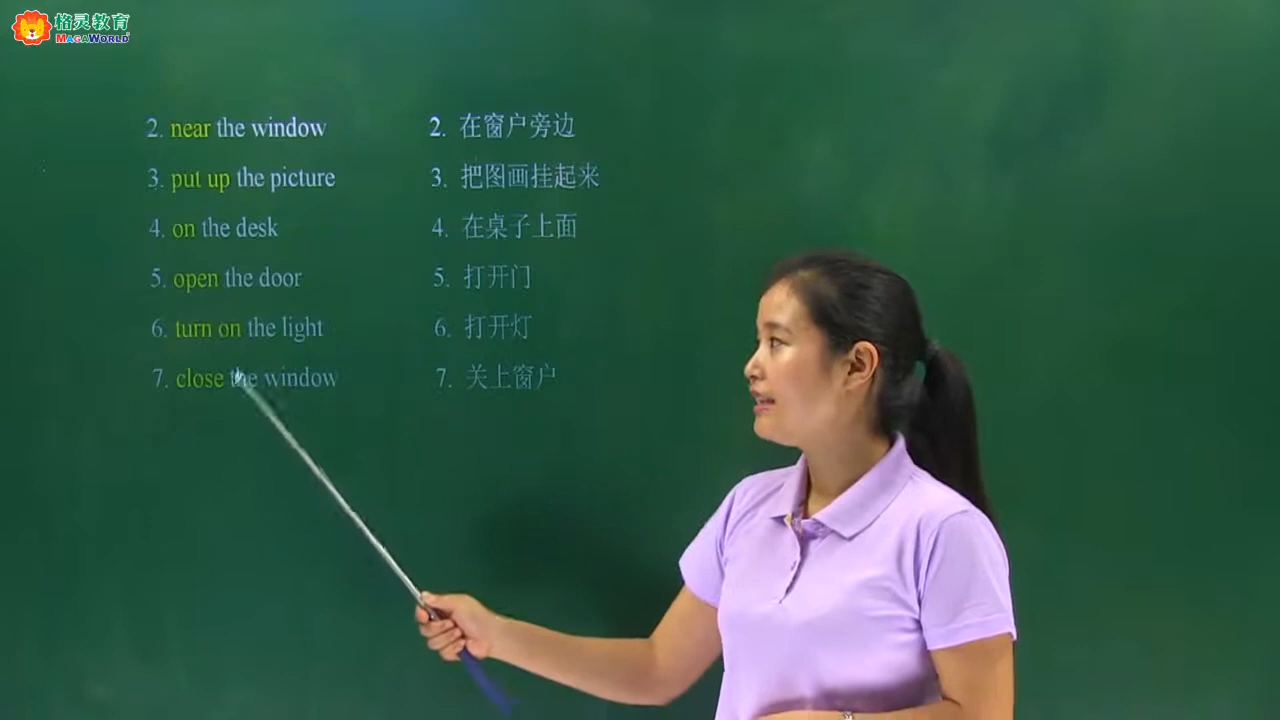 格灵教育
MAGAWORLD
2. near the window 2. 在窗户旁边
3. put up the picture 3. 把图画挂起来
4. on the desk 4. 在桌子上面
5. open the door 5. 打开门
6. turn on the light 6. 打开灯
7. close the window 7. 关上窗户